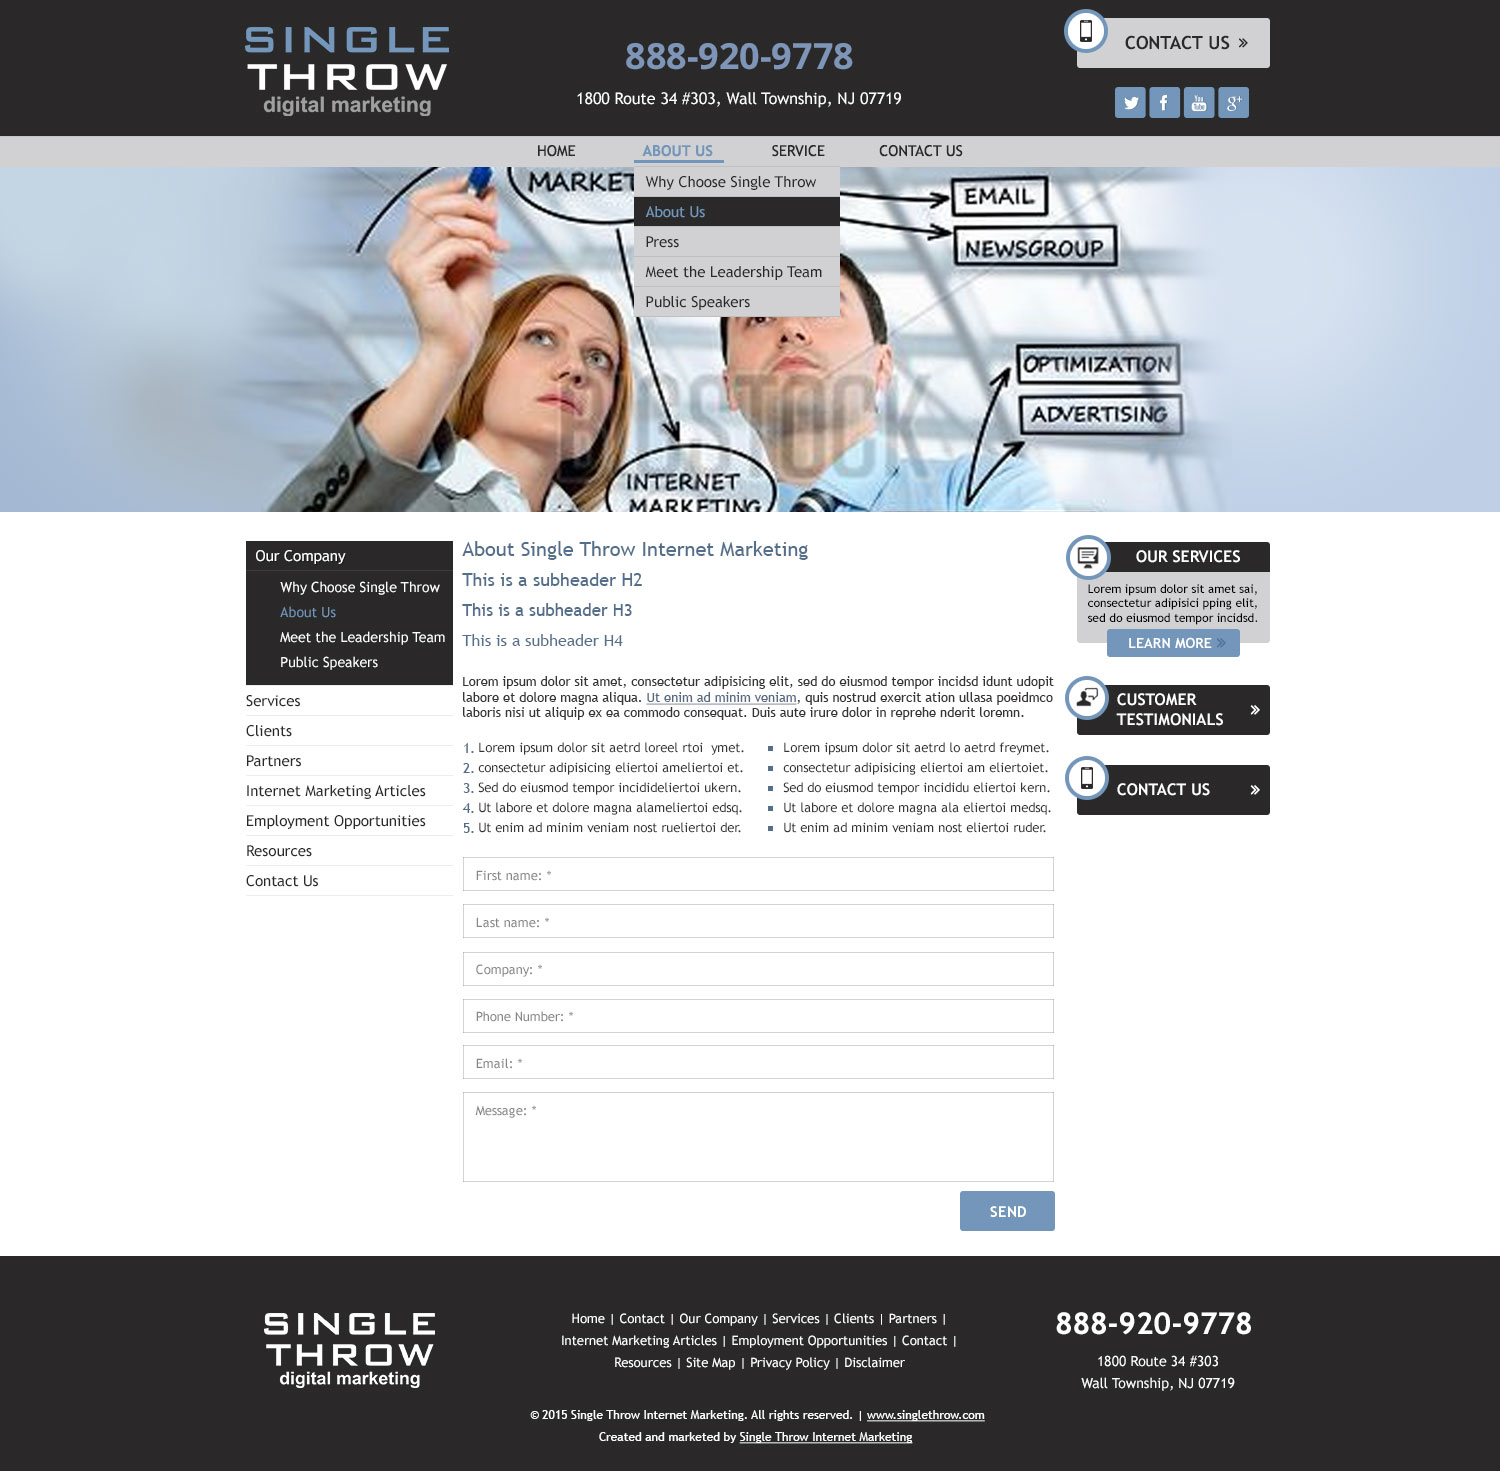 SINGLE
THROW
digital marketing
888-920-9778
1800 Route 34 #303, Wall Township, NJ 07719
CONTACT US »
You
Tube
g+
HOME
ABOUT US
SERVICE
CONTACT US
Why Choose Single Throw
About Us
Press
Meet the Leadership Team
Public Speakers
MARKET
EMAIL
NEWSGROUP
OPTIMIZATION
ADVERTISING
INTERNET
MARKETING
Our Company
Why Choose Single Throw
About Us
Meet the Leadership Team
Public Speakers
Services
Clients
Partners
Internet Marketing Articles
Employment Opportunities
Resources
Contact Us
About Single Throw Internet Marketing
This is a subheader H2
This is a subheader H3
This is a subheader H4
Lorem ipsum dolor sit amet, consectetur adipisicing elit, sed do eiusmod tempor incidsd idunt udopit
labore et dolore magna aliqua. Ut enim ad minim veniam, quis nostrud exercit ation ullasa poeidmco
laboris nisi ut aliquip ex ea commodo consequat. Duis aute irure dolor in reprehe nderit loremn.
1. Lorem ipsum dolor sit aetrd loreel rtoi ymet.
2. consectetur adipisicing eliertoi ameliertoi et.
3. Sed do eiusmod tempor incidideliertoi ukern.
4. Ut labore et dolore magna alameliertoi edsq.
5. Ut enim ad minim veniam nost rueliertoi der.
Lorem ipsum dolor sit aetrd lo aetrd freymet.
consectetur adipisicing eliertoi am eliertoiet.
Sed do eiusmod tempor incididu eliertoi kern.
Ut labore et dolore magna ala eliertoi medsq.
Ut enim ad minim veniam nost eliertoi ruder.
First name: *
Last name: *
Company: *
Phone Number: *
Email: *
Message: *
SEND
OUR SERVICES
Lorem ipsum dolor sit amet sai,
consectetur adipisici pping elit,
sed do eiusmod tempor incidsd.
LEARN MORE »
CUSTOMER
TESTIMONIALS »
CONTACT US »
SINGLE
THROW
digital marketing
Home | Contact | Our Company | Services | Clients | Partners |
Internet Marketing Articles | Employment Opportunities | Contact |
Resources | Site Map | Privacy Policy | Disclaimer
888-920-9778
1800 Route 34 #303
Wall Township, NJ 07719
© 2015 Single Throw Internet Marketing. All rights reserved. | www.singlethrow.com
Created and marketed by Single Throw Internet Marketing